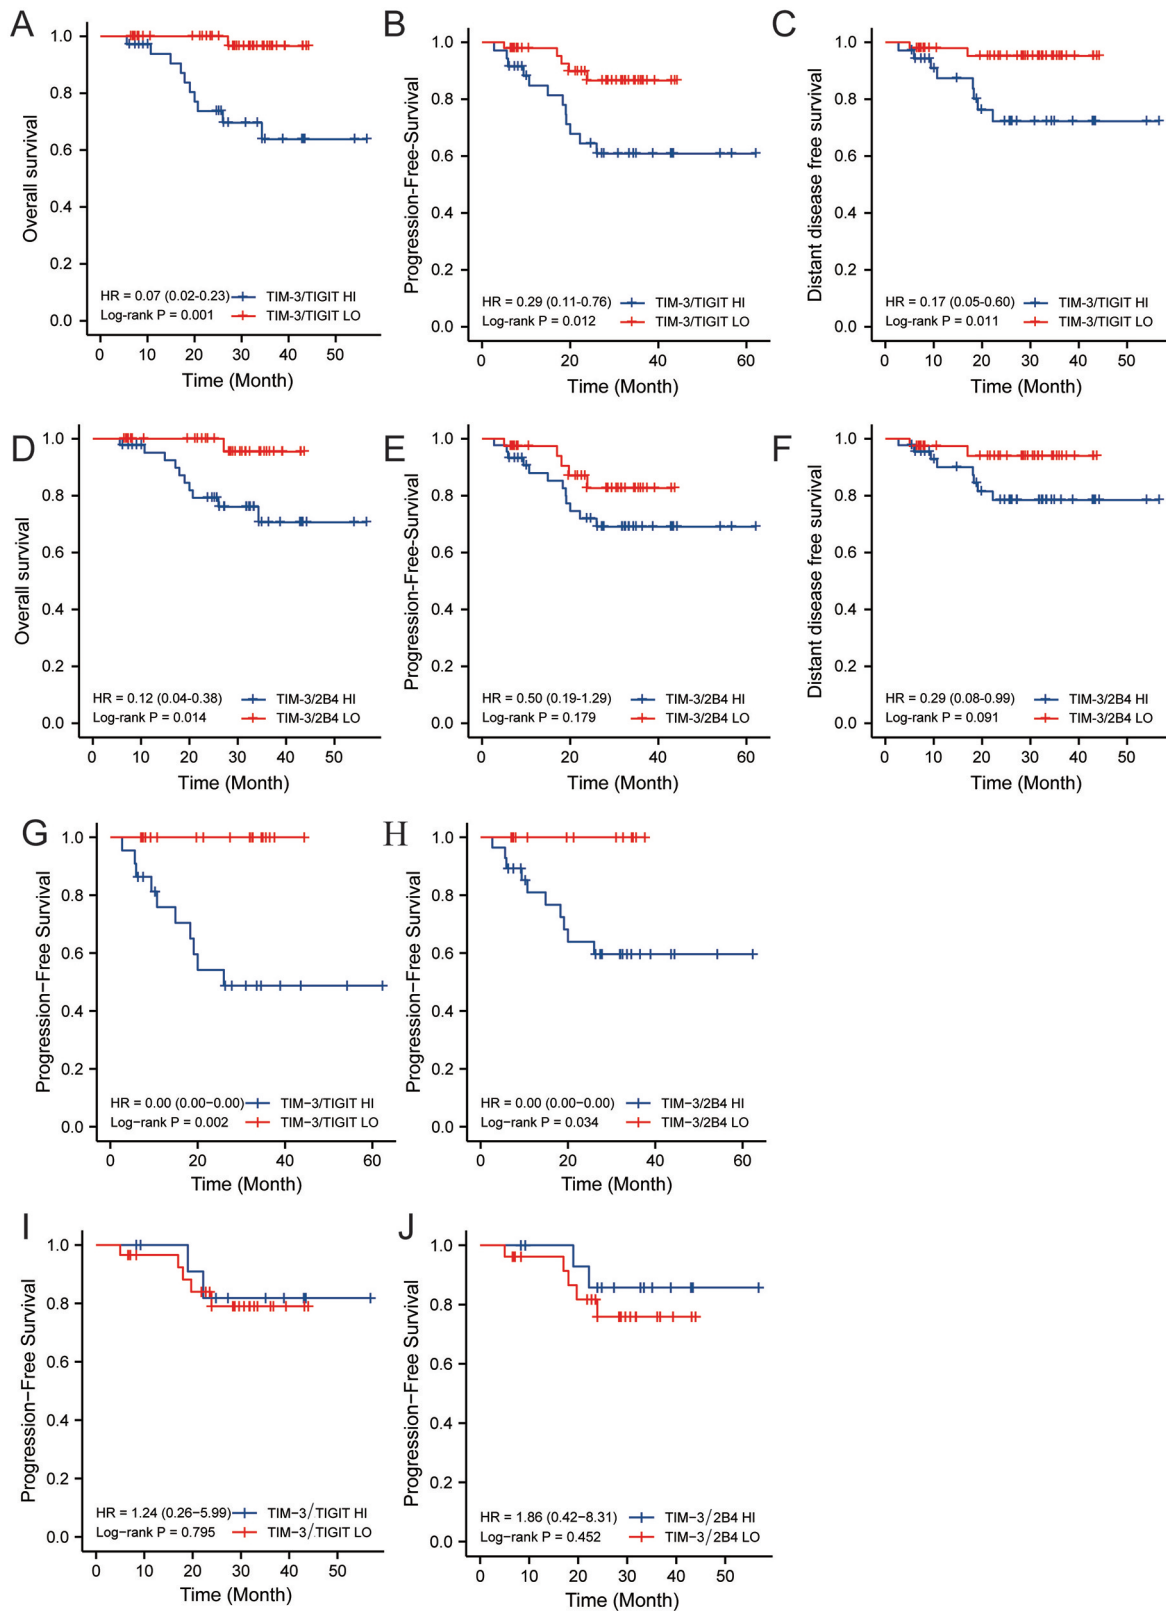 A
Overall survival
1.0
0.8
0.6
0.4
0.2
0.0
HR = 0.07 (0.02-0.23)
Log-rank P = 0.001
TIM-3/TIGIT HI
TIM-3/TIGIT LO
0 10 20 30 40 50
Time (Month)
B
Progression-Free-Survival
1.0
0.8
0.6
0.4
0.2
0.0
HR = 0.29 (0.11-0.76)
Log-rank P = 0.012
TIM-3/TIGIT HI
TIM-3/TIGIT LO
0 20 40 60
Time (Month)
C
Distant disease free survival
1.0
0.8
0.6
0.4
0.2
0.0
HR = 0.17 (0.05-0.60)
Log-rank P = 0.011
TIM-3/TIGIT HI
TIM-3/TIGIT LO
0 10 20 30 40 50
Time (Month)
D
Overall survival
1.0
0.8
0.6
0.4
0.2
0.0
HR = 0.12 (0.04-0.38)
Log-rank P = 0.014
TIM-3/2B4 HI
TIM-3/2B4 LO
0 10 20 30 40 50
Time (Month)
E
Progression-Free-Survival
1.0
0.8
0.6
0.4
0.2
0.0
HR = 0.50 (0.19-1.29)
Log-rank P = 0.179
TIM-3/2B4 HI
TIM-3/2B4 LO
0 20 40 60
Time (Month)
F
Distant disease free survival
1.0
0.8
0.6
0.4
0.2
0.0
HR = 0.29 (0.08-0.99)
Log-rank P = 0.091
TIM-3/2B4 HI
TIM-3/2B4 LO
0 10 20 30 40 50
Time (Month)
G
Progression−Free Survival
1.0
0.8
0.6
0.4
0.2
0.0
HR = 0.00 (0.00−0.00)
Log−rank P = 0.002
TIM−3/TIGIT HI
TIM−3/TIGIT LO
0 20 40 60
Time (Month)
H
Progression−Free Survival
1.0
0.8
0.6
0.4
0.2
0.0
HR = 0.00 (0.00−0.00)
Log−rank P = 0.034
TIM−3/2B4 HI
TIM−3/2B4 LO
0 20 40 60
Time (Month)
I
Progression−Free Survival
1.0
0.8
0.6
0.4
0.2
0.0
HR = 1.24 (0.26−5.99)
Log−rank P = 0.795
TIM−3/TIGIT HI
TIM−3/TIGIT LO
0 10 20 30 40 50
Time (Month)
J
Progression−Free Survival
1.0
0.8
0.6
0.4
0.2
0.0
HR = 1.86 (0.42−8.31)
Log−rank P = 0.452
TIM−3/2B4 HI
TIM−3/2B4 LO
0 10 20 30 40 50
Time (Month)